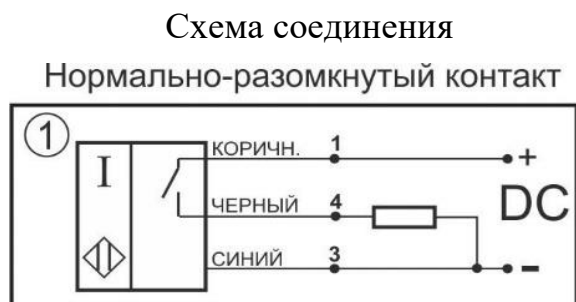 Схема соединения
Нормально-разомкнутый контакт
1
I
КОРИЧН. 1
+
ЧЕРНЫЙ 4
DC
СИНИЙ 3
-